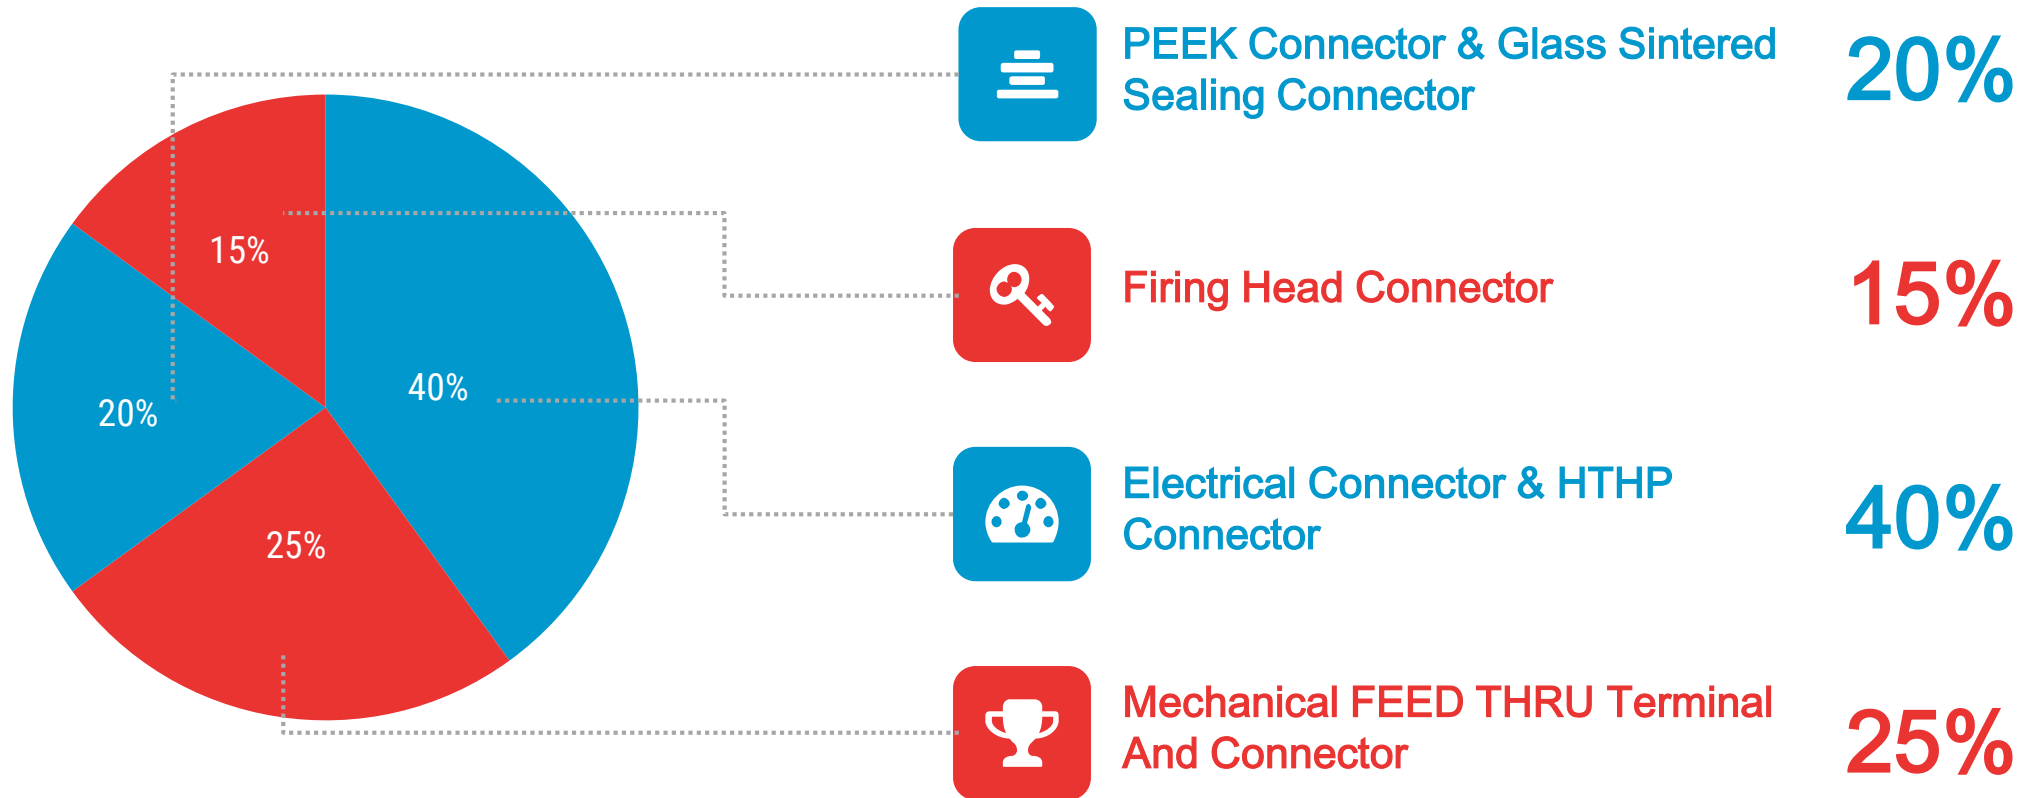 15%
40%
20%
25%
PEEK Connector & Glass Sintered
Sealing Connector
20%
Firing Head Connector
15%
Electrical Connector & HTHP
Connector
40%
Mechanical FEED THRU Terminal
And Connector
25%